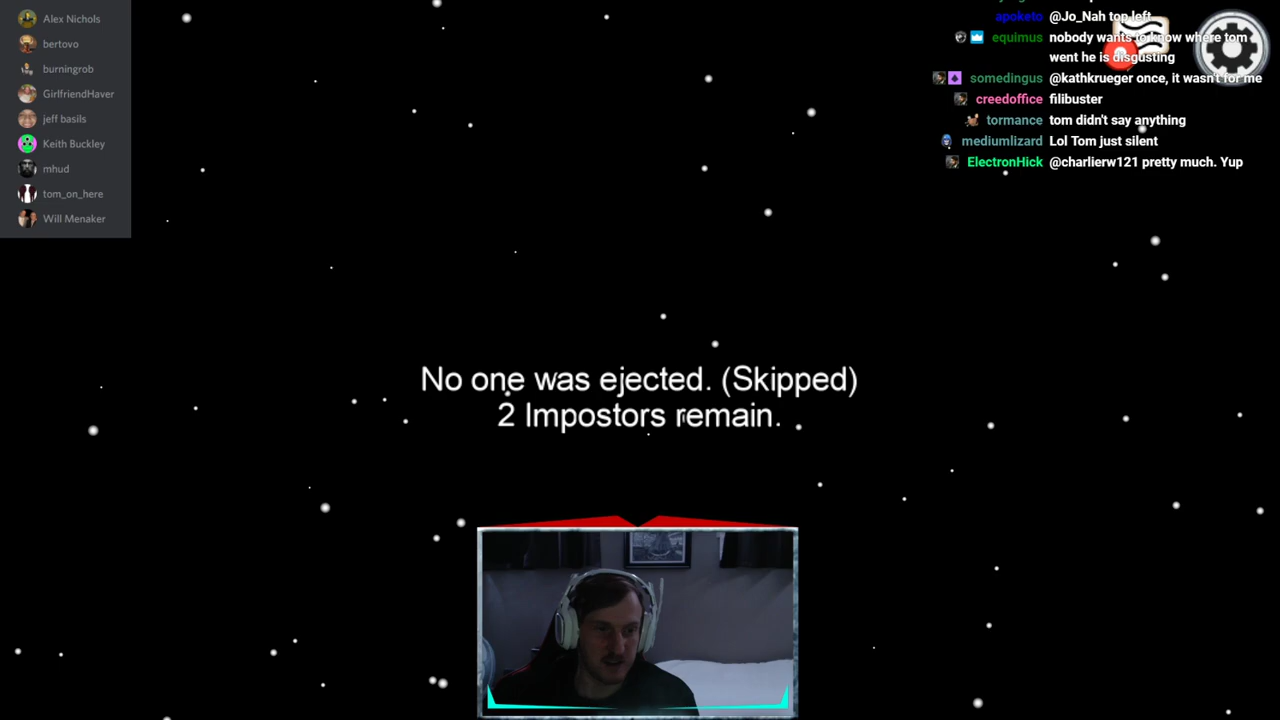 Alex Nichols
bertovo
burningrob
GirlfriendHaver
jeff basils
Keith Buckley
mhud
tom_on_here
Will Menaker
apoketo @Jo_Nah top left
equimus nobody wants to know where tom
went he is disgusting
somedingus @kathkrueger once, it wasn't for me
creedoffice filibuster
tormance tom didn't say anything
mediumlizard Lol Tom just silent
ElectronHick @charlierw121 pretty much. Yup
No one was ejected. (Skipped)
2 Impostors remain.